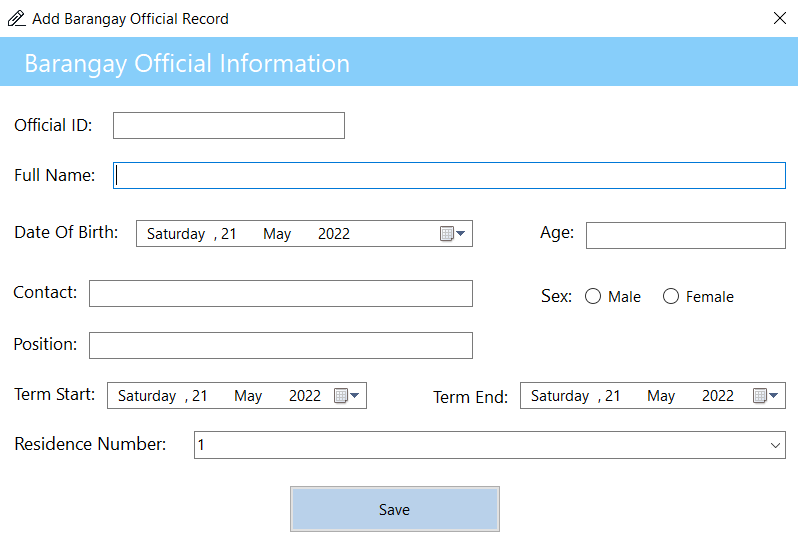 Add Barangay Official Record
Barangay Official Information
Official ID:
Full Name:
Date Of Birth: Saturday , 21 May 2022 Age:
Contact: Sex: Male Female
Position:
Term Start: Saturday , 21 May 2022 Term End: Saturday , 21 May 2022
Residence Number: 1
Save